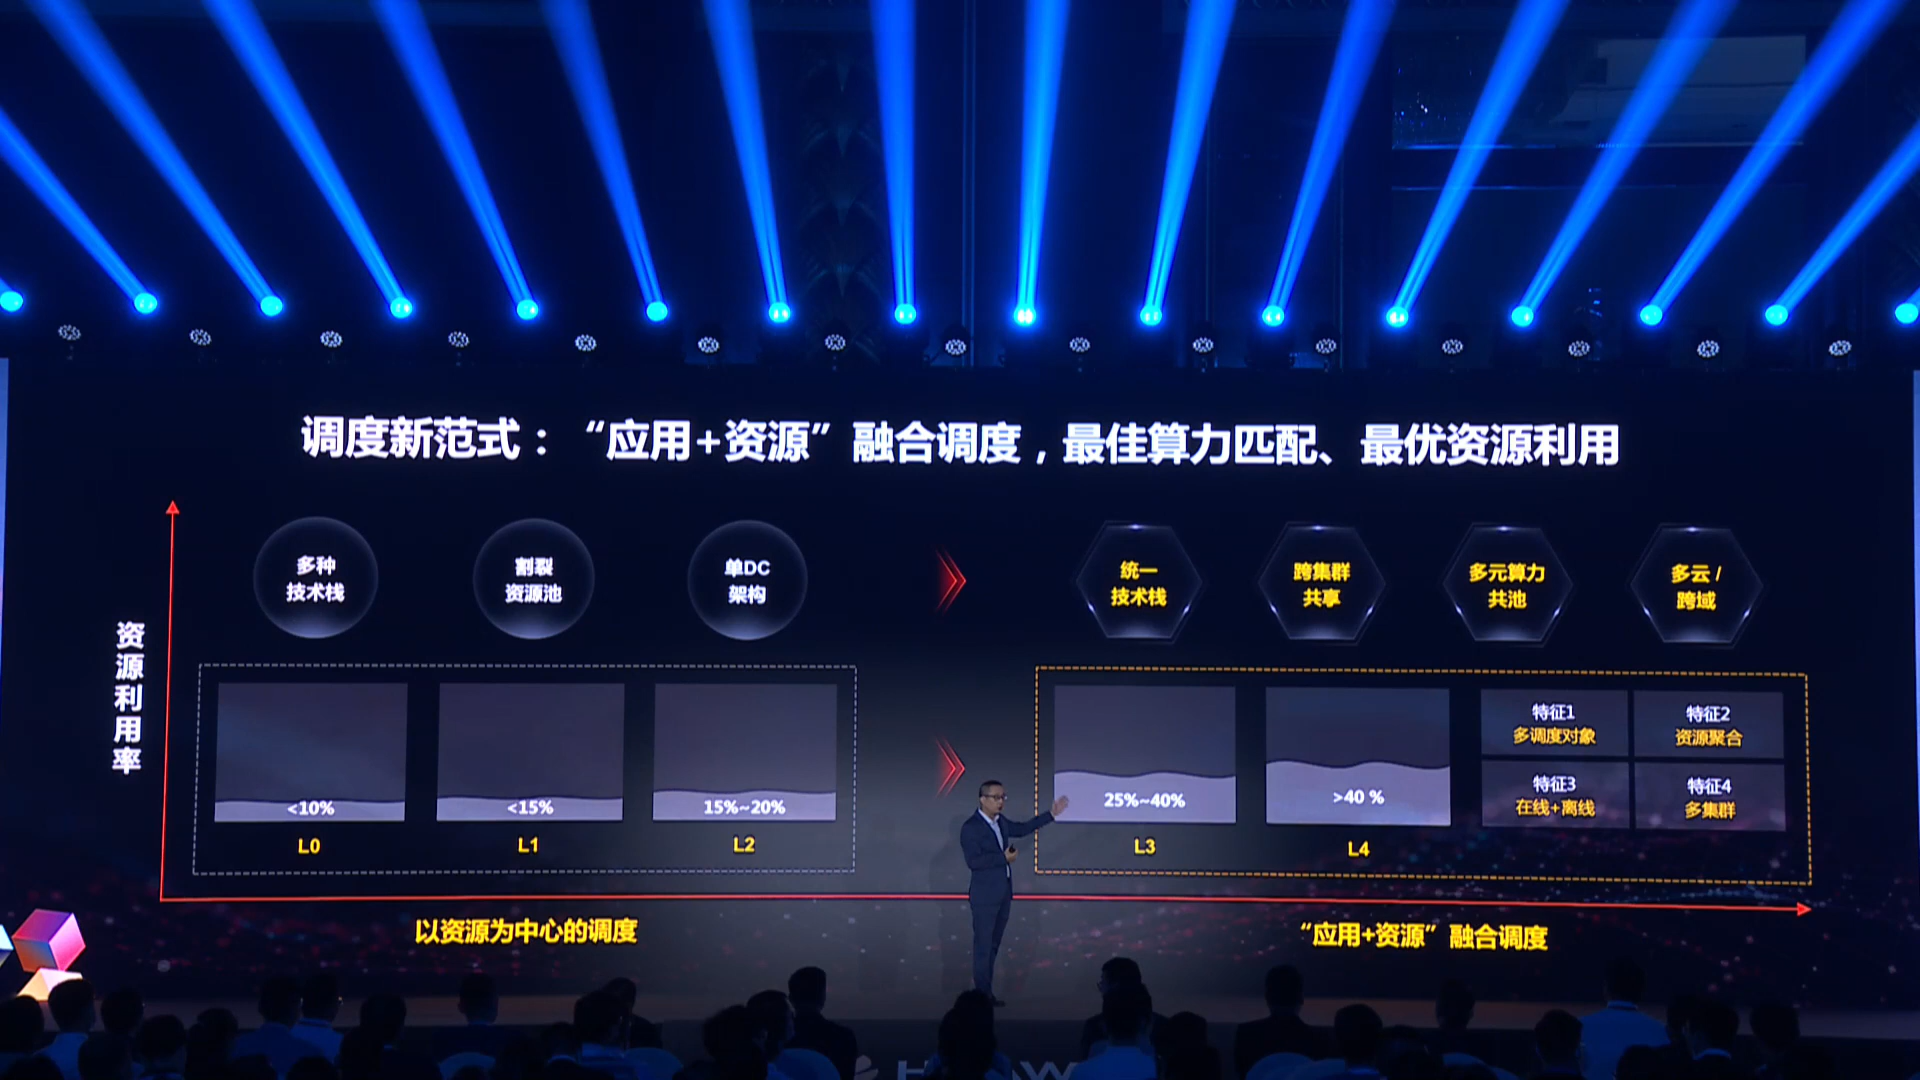 调度新范式：“应用+资源”融合调度，最佳算力匹配、最优资源利用
资源利用率
多种
技术栈
割裂
资源池
单DC
架构
统一
技术栈
跨集群
共享
多元算力
共池
多云 /
跨域
<10%
L0
<15%
L1
15%~20%
L2
25%~40%
L3
>40 %
L4
特征1
多调度对象
特征2
资源聚合
特征3
在线+离线
特征4
多集群
以资源为中心的调度
“应用+资源”融合调度